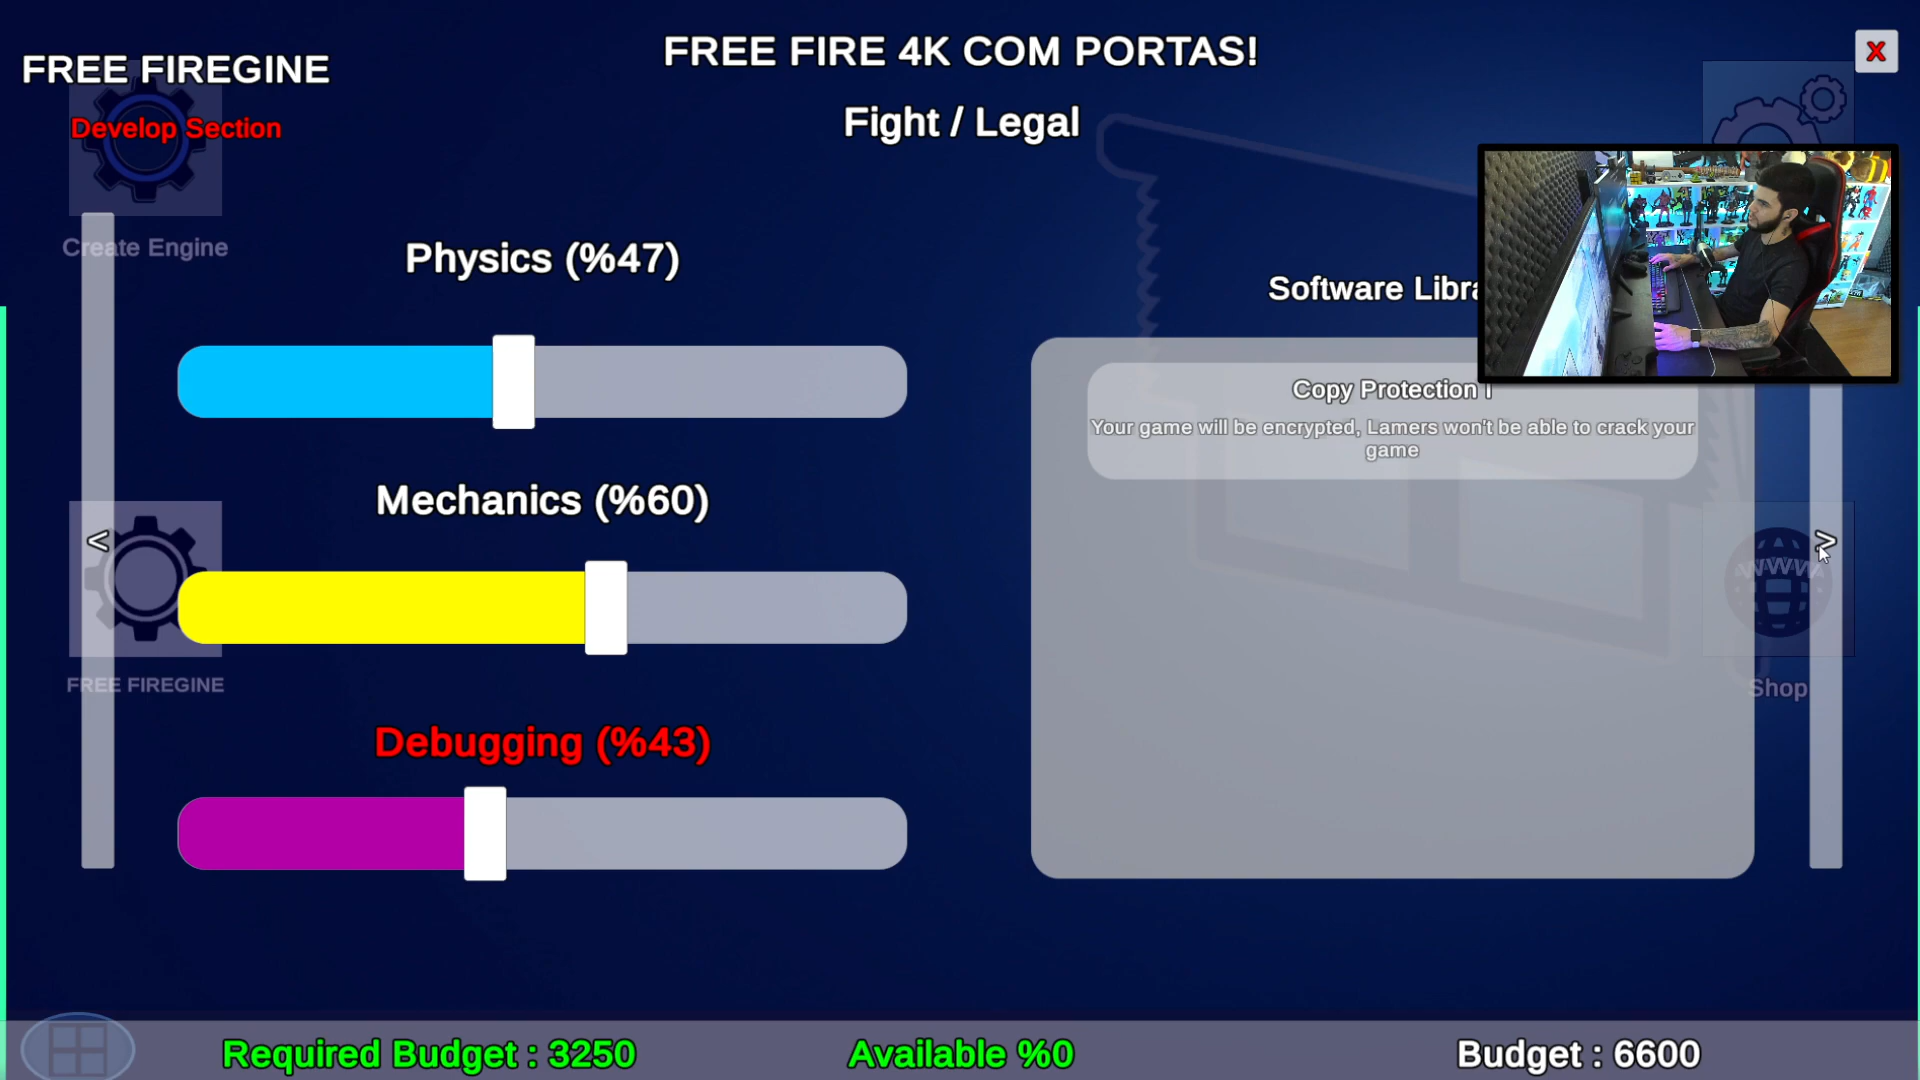 FREE FIRE 4K COM PORTAS!
FREE FIREGINE
X
Develop Section
Fight / Legal
Create Engine
Physics (%47)
Software Libra
Copy Protection I
Your game will be encrypted, Lamers won't be able to crack your
game
Mechanics (%60)
<
>
WWW
FREE FIREGINE
Shop
Debugging (%43)
Required Budget : 3250
Available %0
Budget : 6600